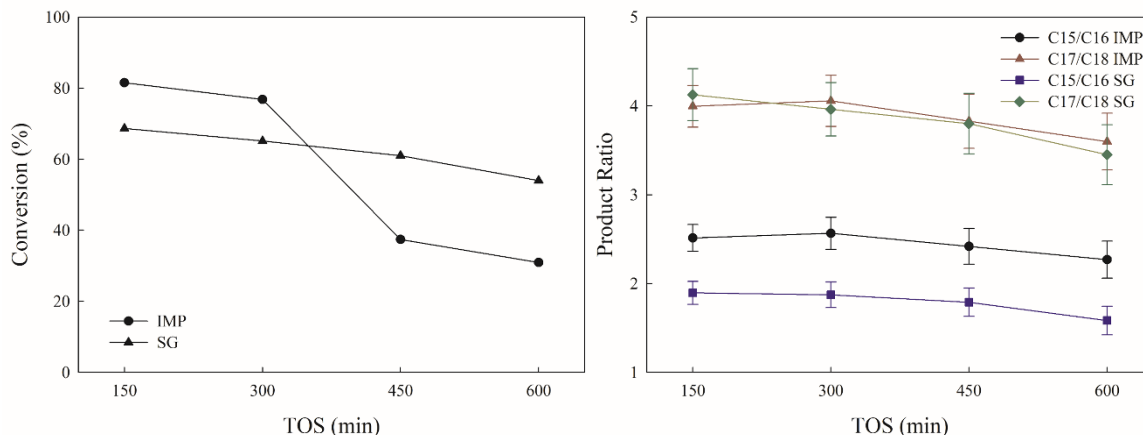 100
80
60
40
20
0
Conversion (%)
IMP
SG
150 300 450 600
TOS (min)
5
4
3
2
1
Product Ratio
C15/C16 IMP
C17/C18 IMP
C15/C16 SG
C17/C18 SG
150 300 450 600
TOS (min)